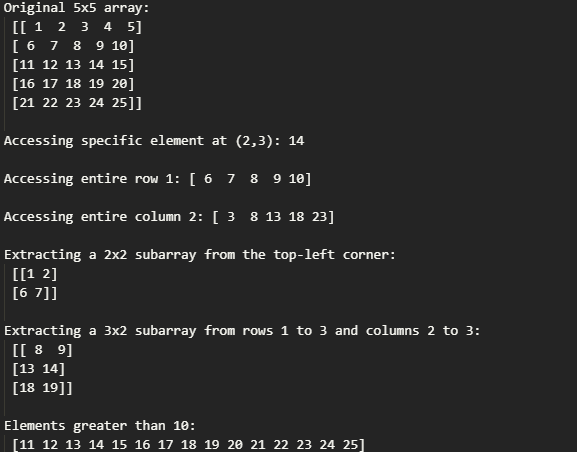 Original 5x5 array:
 [[ 1  2  3  4  5]
 [ 6  7  8  9 10]
 [11 12 13 14 15]
 [16 17 18 19 20]
 [21 22 23 24 25]]
Accessing specific element at (2,3): 14
Accessing entire row 1: [ 6  7  8  9 10]
Accessing entire column 2: [ 3  8 13 18 23]
Extracting a 2x2 subarray from the top-left corner:
 [[1 2]
 [6 7]]
Extracting a 3x2 subarray from rows 1 to 3 and columns 2 to 3:
 [[ 8  9]
 [13 14]
 [18 19]]
Elements greater than 10:
 [11 12 13 14 15 16 17 18 19 20 21 22 23 24 25]